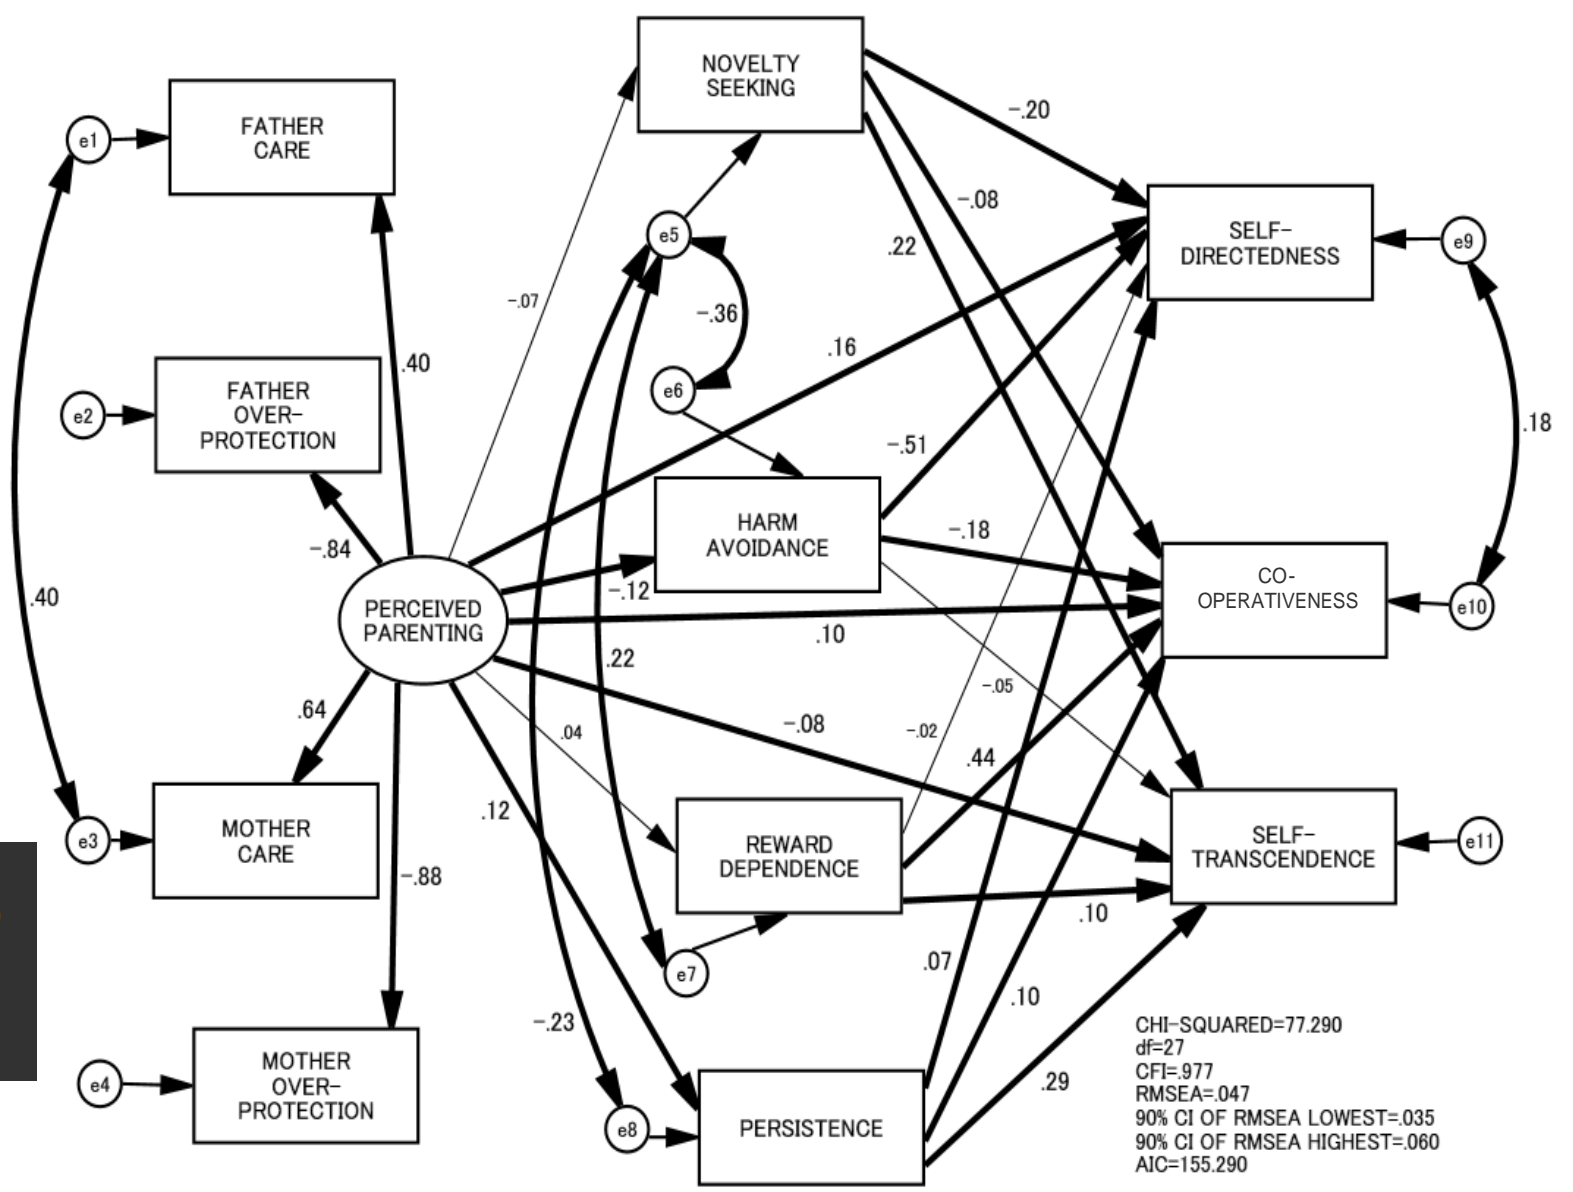 NOVELTY
SEEKING
FATHER
CARE
e1
-.20
-.08
SELF-
DIRECTEDNESS
e9
e5
.22
-.07
-.36
.16
.40
e6
FATHER
OVER-
PROTECTION
e2
.18
-.51
HARM
AVOIDANCE
-.18
-.84
CO-
OPERATIVENESS
e10
.40
PERCEIVED
PARENTING
-.12
.10
.22
-.05
.64
-.08
.04
-.02
.44
.12
MOTHER
CARE
e3
REWARD
DEPENDENCE
SELF-
TRANSCENDENCE
e11
-.88
.10
.07
e7
.10
-.23
MOTHER
OVER-
PROTECTION
e4
.29
e8
PERSISTENCE
CHI-SQUARED=77.290
df=27
CFI=.977
RMSEA=.047
90% CI OF RMSEA LOWEST=.035
90% CI OF RMSEA HIGHEST=.060
AIC=155.290